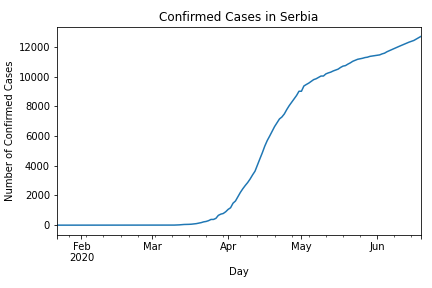 Confirmed Cases in Serbia
Number of Confirmed Cases
12000
10000
8000
6000
4000
2000
0
Feb
2020
Mar
Apr
May
Jun
Day